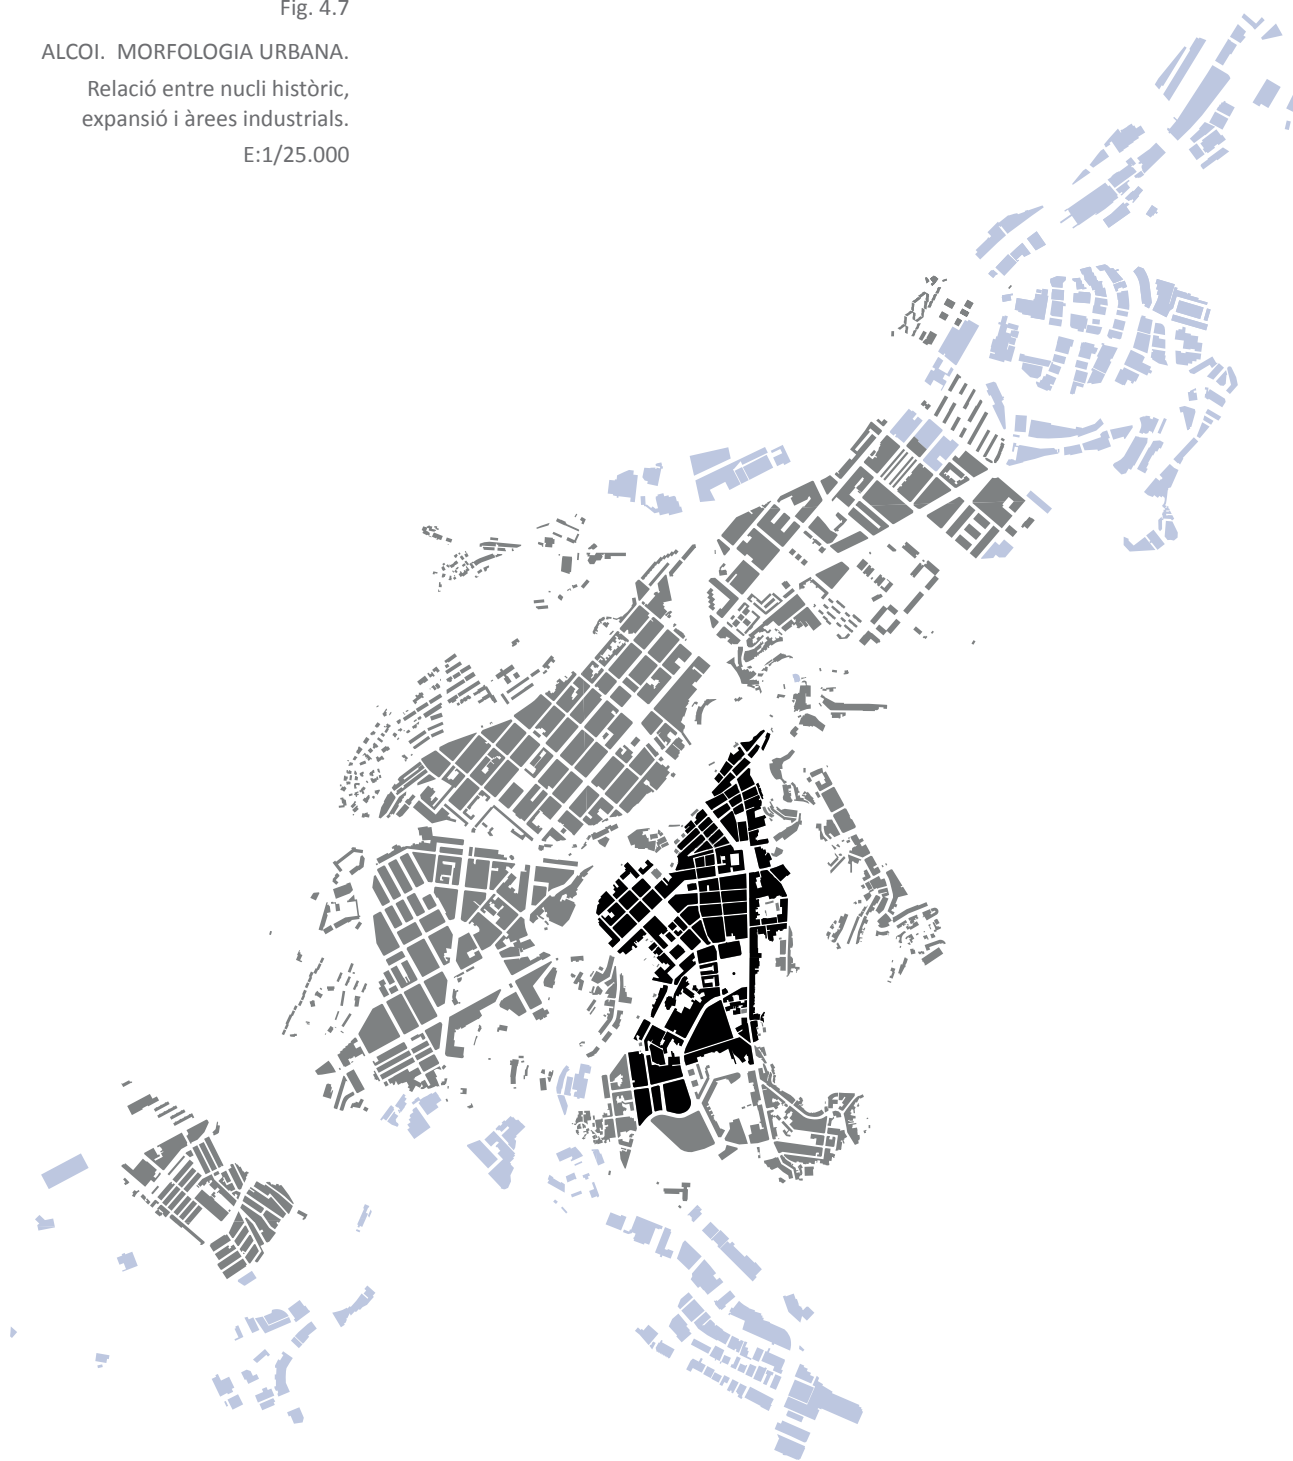 Fig. 4.7
ALCOI. MORFOLOGIA URBANA.
Relació entre nucli històric,
expansió i àrees industrials.
E:1/25.000